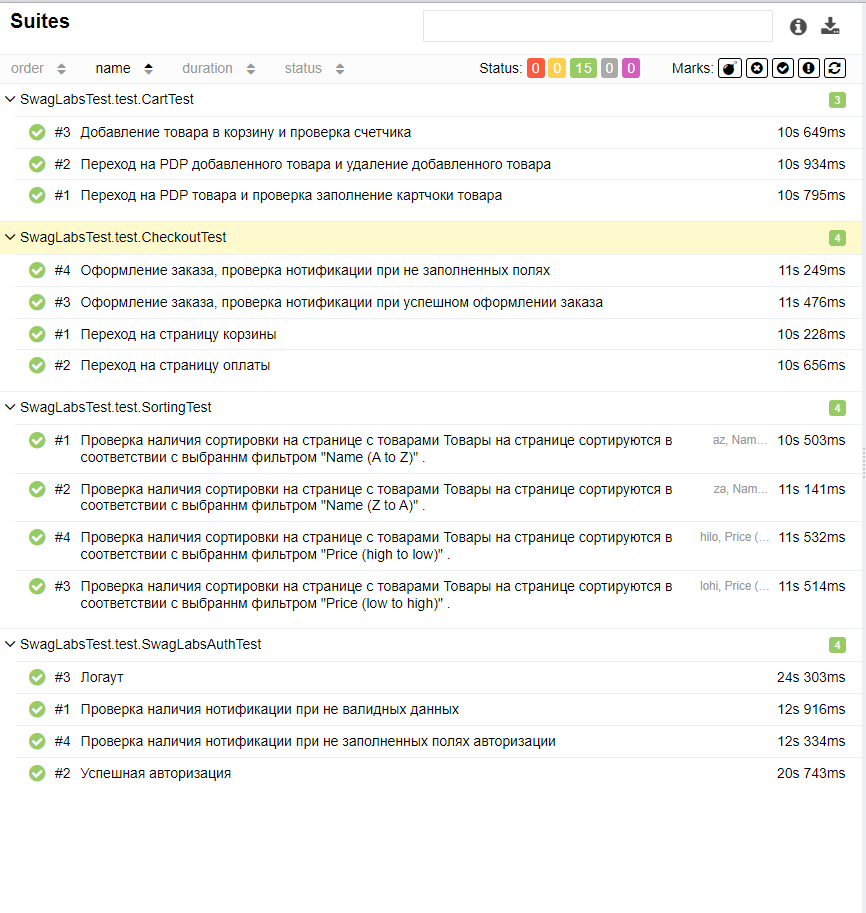 Suites
order name duration status Status: 0 0 15 0 0 Marks:
SwagLabsTest.test.CartTest 3
#3 Добавление товара в корзину и проверка счетчика 10s 649ms
#2 Переход на PDP добавленного товара и удаление добавленного товара 10s 934ms
#1 Переход на PDP товара и проверка заполнение картчоки товара 10s 795ms
SwagLabsTest.test.CheckoutTest 4
#4 Оформление заказа, проверка нотификации при не заполненных полях 11s 249ms
#3 Оформление заказа, проверка нотификации при успешном оформлении заказа 11s 476ms
#1 Переход на страницу корзины 10s 228ms
#2 Переход на страницу оплаты 10s 656ms
SwagLabsTest.test.SortingTest 4
#1 Проверка наличия сортировки на странице с товарами Товары на странице сортируются в az, Nam… 10s 503ms
соответствии с выбраннм фильтром "Name (A to Z)" .
#2 Проверка наличия сортировки на странице с товарами Товары на странице сортируются в za, Nam… 11s 141ms
соответствии с выбраннм фильтром "Name (Z to A)" .
#4 Проверка наличия сортировки на странице с товарами Товары на странице сортируются в hilo, Price (… 11s 532ms
соответствии с выбраннм фильтром "Price (high to low)" .
#3 Проверка наличия сортировки на странице с товарами Товары на странице сортируются в lohi, Price (… 11s 514ms
соответствии с выбраннм фильтром "Price (low to high)" .
SwagLabsTest.test.SwagLabsAuthTest 4
#3 Логаут 24s 303ms
#1 Проверка наличия нотификации при не валидных данных 12s 916ms
#4 Проверка наличия нотификации при не заполненных полях авторизации 12s 334ms
#2 Успешная авторизация 20s 743ms